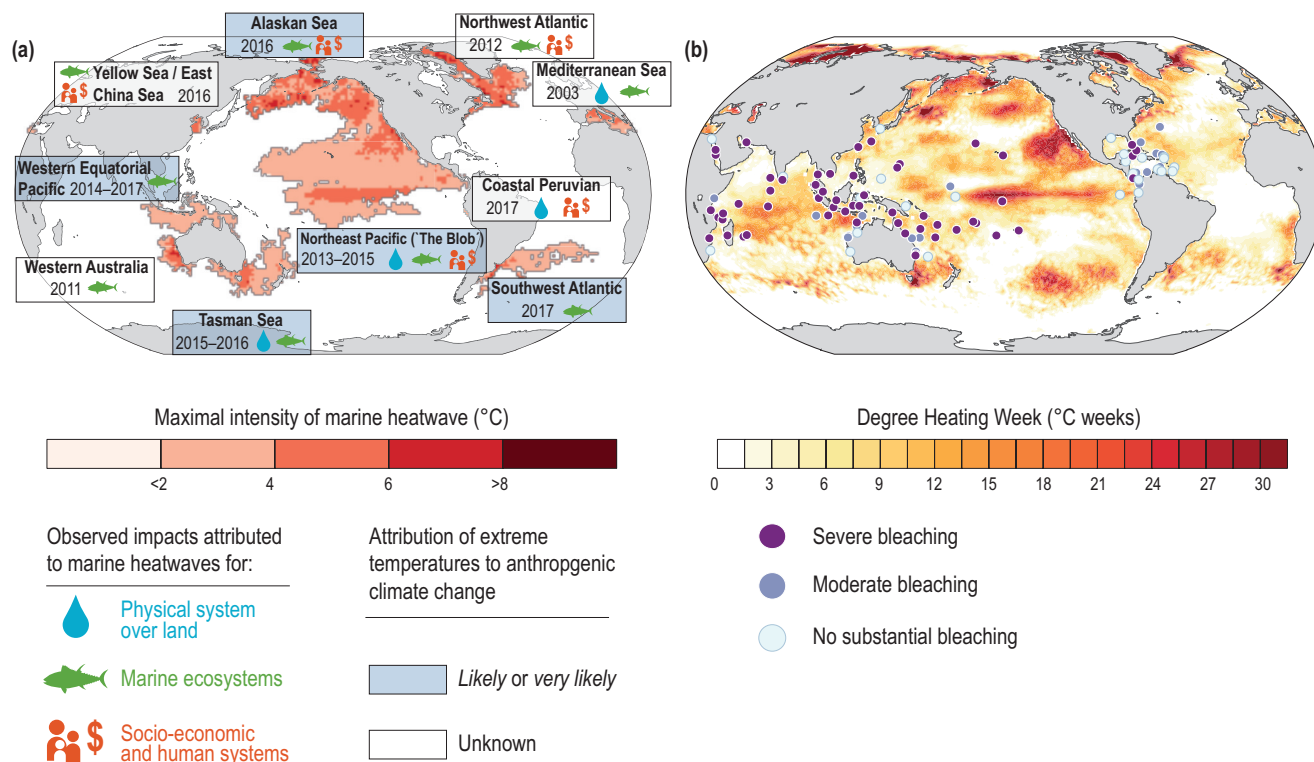 (a)
Alaskan Sea
2016 $
Northwest Atlantic
2012 $
Yellow Sea / East
$ China Sea 2016
Mediterranean Sea
2003
Western Equatorial
Pacific 2014–2017
Coastal Peruvian
2017 $
Northeast Pacific (‘The Blob’)
2013–2015 $
Western Australia
2011
Southwest Atlantic
2017
Tasman Sea
2015–2016
Maximal intensity of marine heatwave (°C)
<2 4 6 >8
Observed impacts attributed
to marine heatwaves for:
Physical system
over land
Marine ecosystems
$ Socio-economic
and human systems
Attribution of extreme
temperatures to anthropgenic
climate change
Likely or very likely
Unknown
(b)
Degree Heating Week (°C weeks)
0 3 6 9 12 15 18 21 24 27 30
Severe bleaching
Moderate bleaching
No substantial bleaching